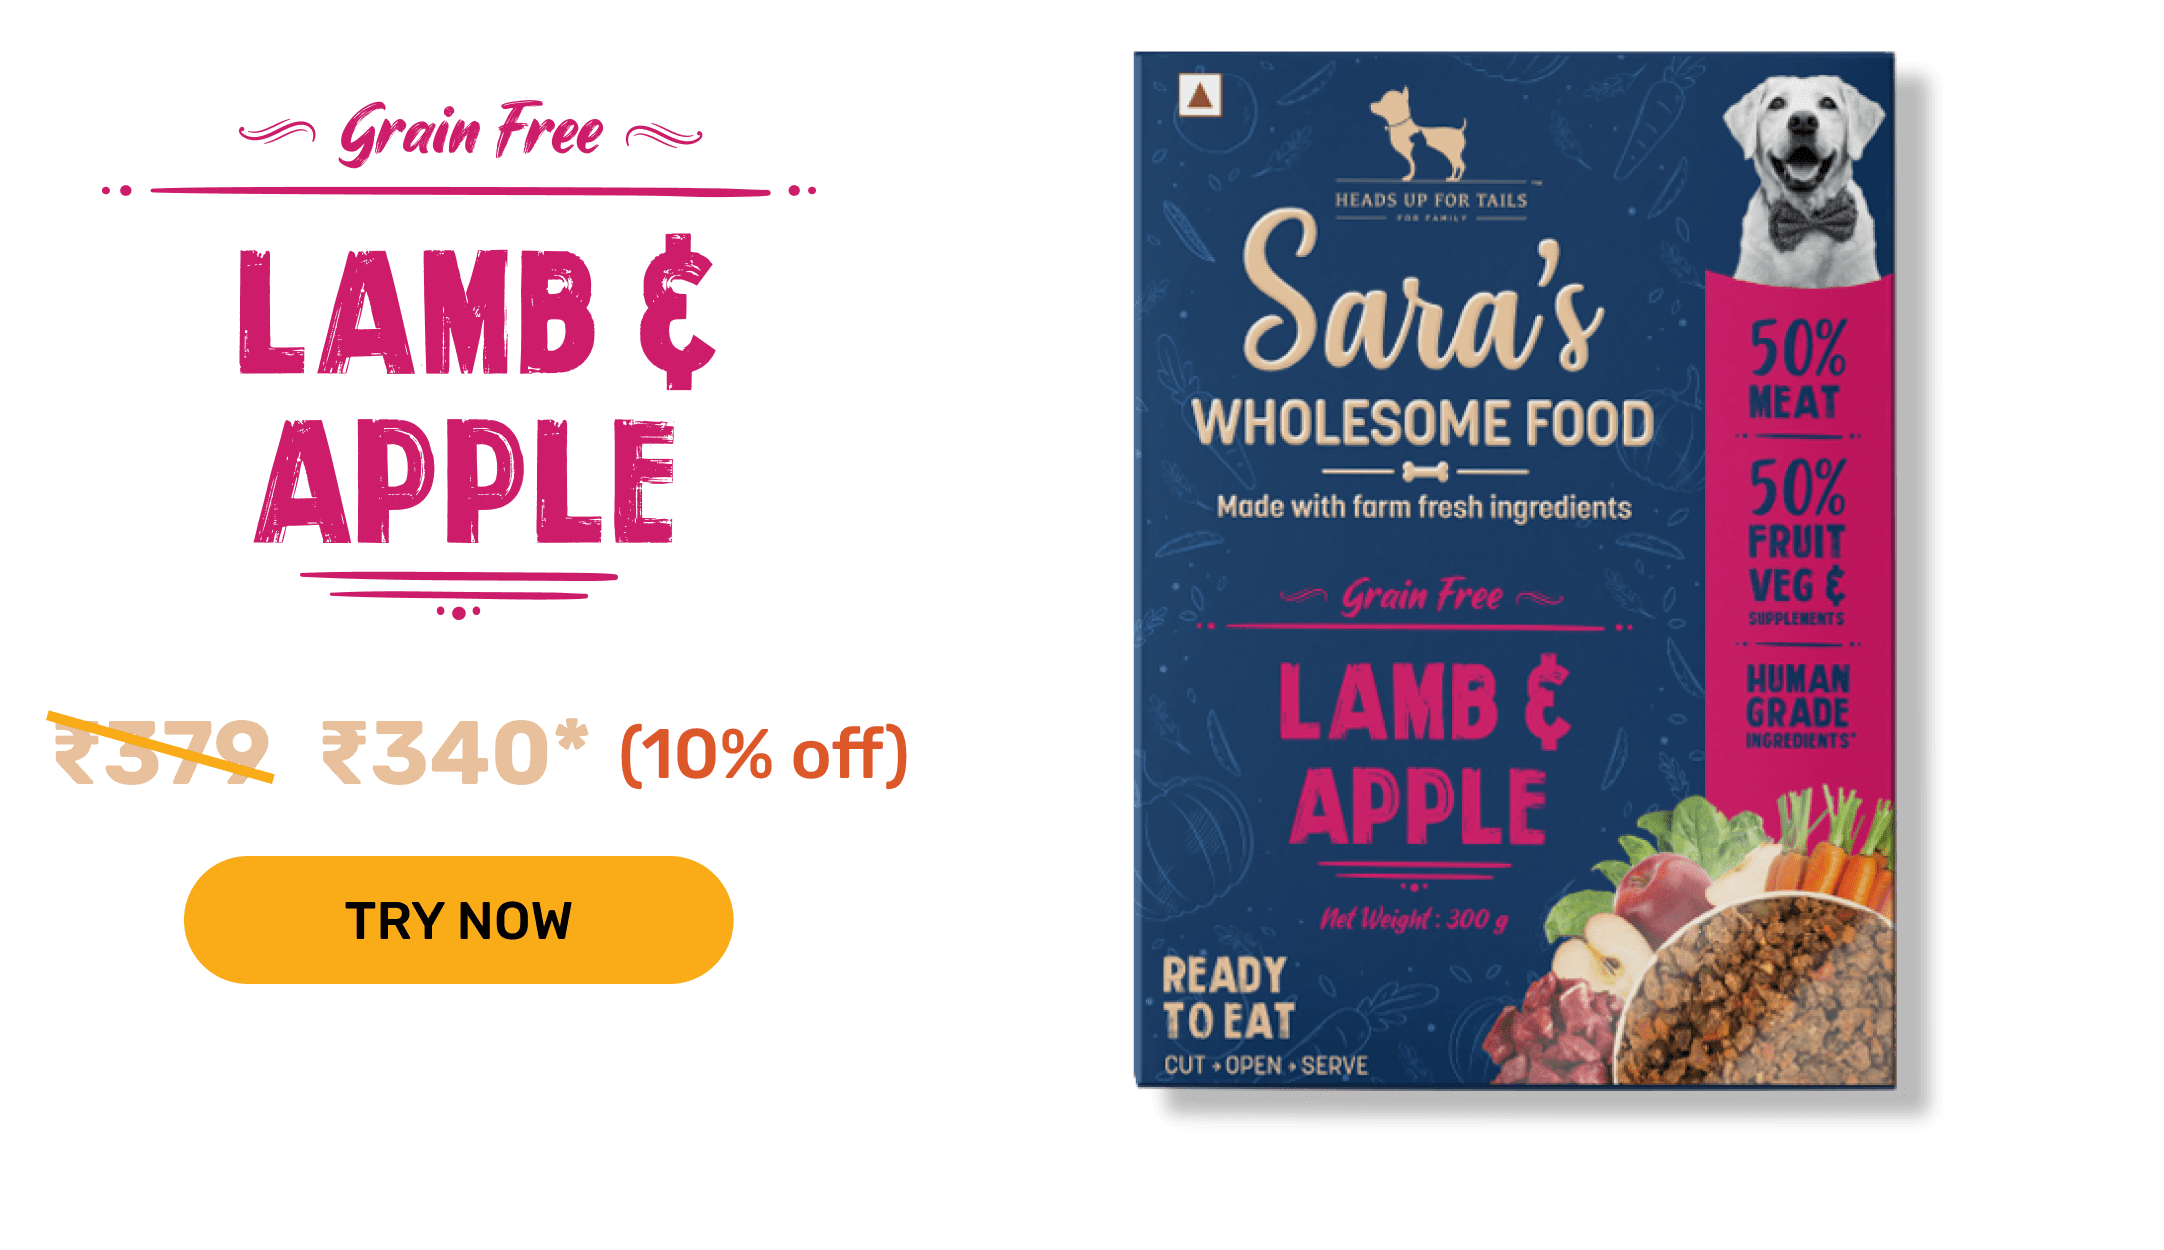 Grain Free
LAMB &
APPLE
₹379 ₹340* (10% off)
TRY NOW
HEADS UP FOR TAILS
FOR FAMILY
Sara's
WHOLESOME FOOD
Made with farm fresh ingredients
Grain Free
LAMB &
APPLE
Net Weight : 300 g
READY
TO EAT
CUT → OPEN → SERVE
50%
MEAT
50%
FRUIT
VEG &
SUPPLEMENTS
HUMAN
GRADE
INGREDIENTS*